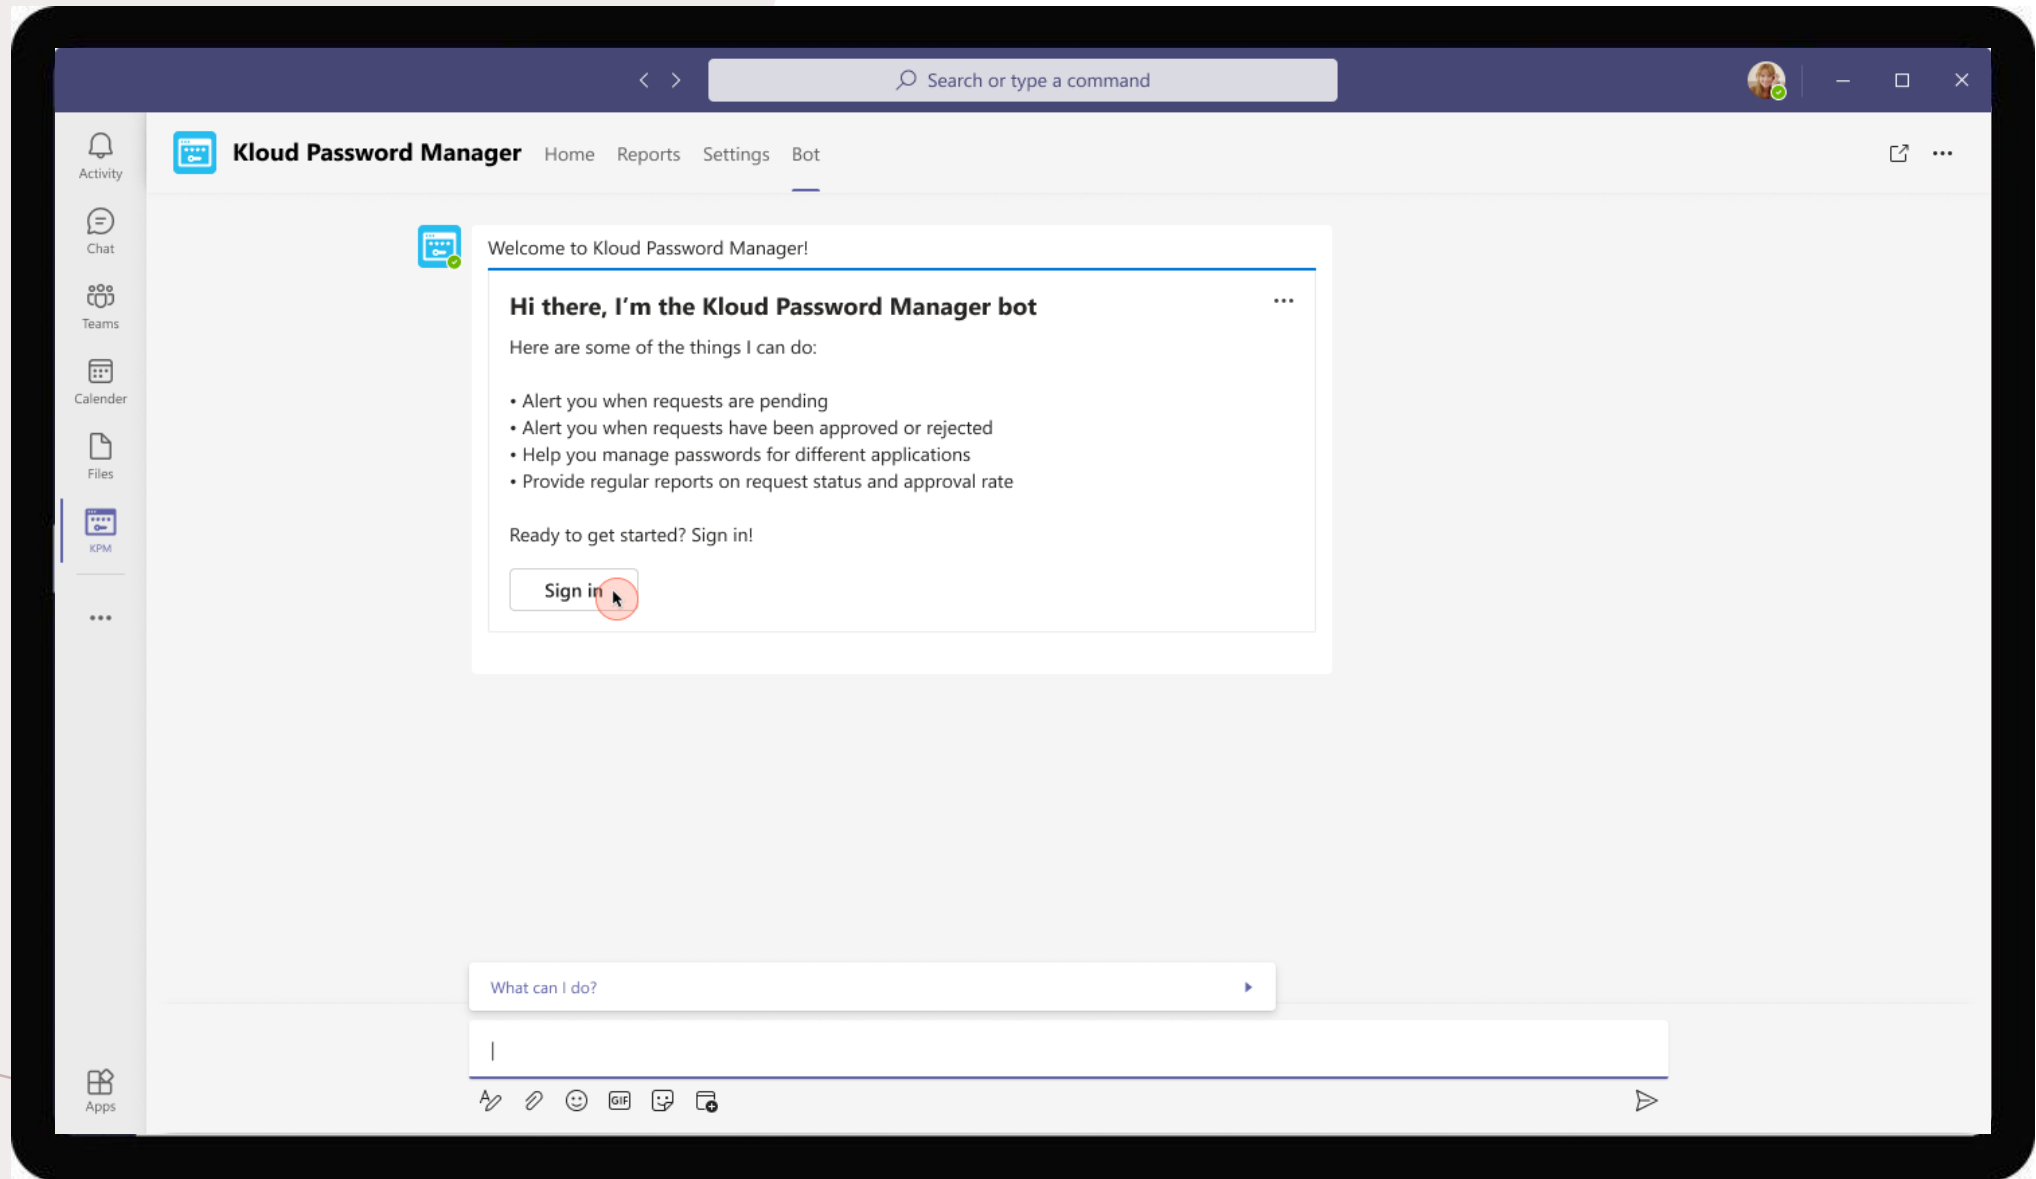 Search or type a command
Kloud Password Manager Home Reports Settings Bot
Activity
Chat
Teams
Calender
Files
KPM
Apps
Welcome to Kloud Password Manager!
Hi there, I'm the Kloud Password Manager bot
Here are some of the things I can do:
• Alert you when requests are pending
• Alert you when requests have been approved or rejected
• Help you manage passwords for different applications
• Provide regular reports on request status and approval rate
Ready to get started? Sign in!
Sign in
What can I do?
GIF